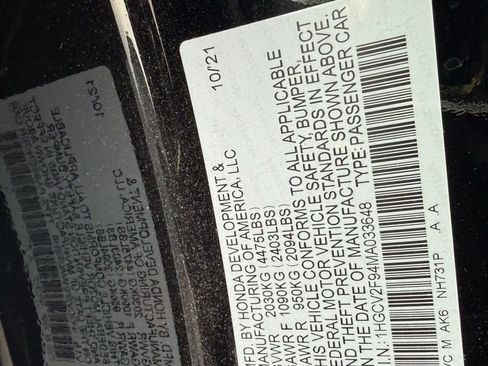 10/21
MFD. BY HONDA DEVELOPMENT &
MANUFACTURING OF AMERICA, LLC
GVWR 2030KG (4475LBS)
GAWR F 1090KG (2403LBS)
GAWR R 950KG (2094LBS)
THIS VEHICLE CONFORMS TO ALL APPLICABLE
FEDERAL MOTOR VEHICLE SAFETY, BUMPER,
AND THEFT PREVENTION STANDARDS IN EFFECT
ON THE DATE OF MANUFACTURE SHOWN ABOVE.
V.I.N.: 1HGCV2F94MA033648 TYPE: PASSENGER CAR
YC M AK6 NH731P A A